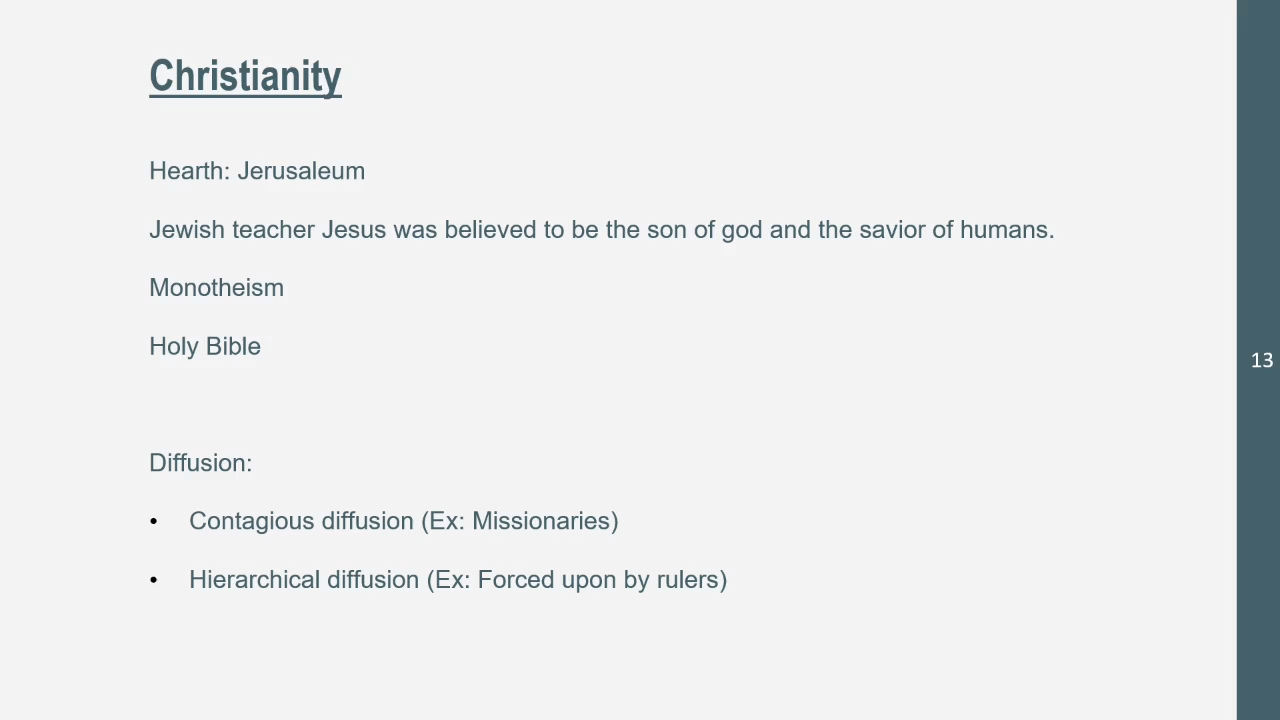 Christianity
Hearth: Jerusaleum
Jewish teacher Jesus was believed to be the son of god and the savior of humans.
Monotheism
Holy Bible
13
Diffusion:
• Contagious diffusion (Ex: Missionaries)
• Hierarchical diffusion (Ex: Forced upon by rulers)